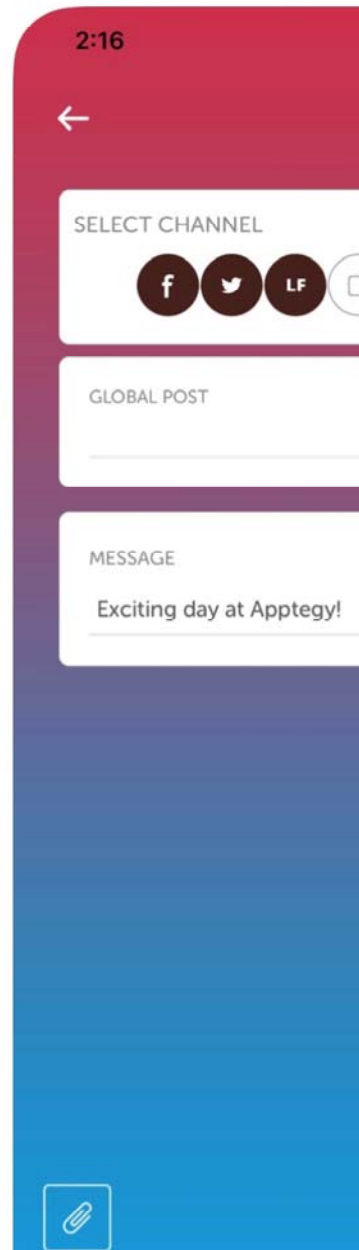 2:16
SELECT CHANNEL
f LF
GLOBAL POST
MESSAGE
Exciting day at Apptegy!